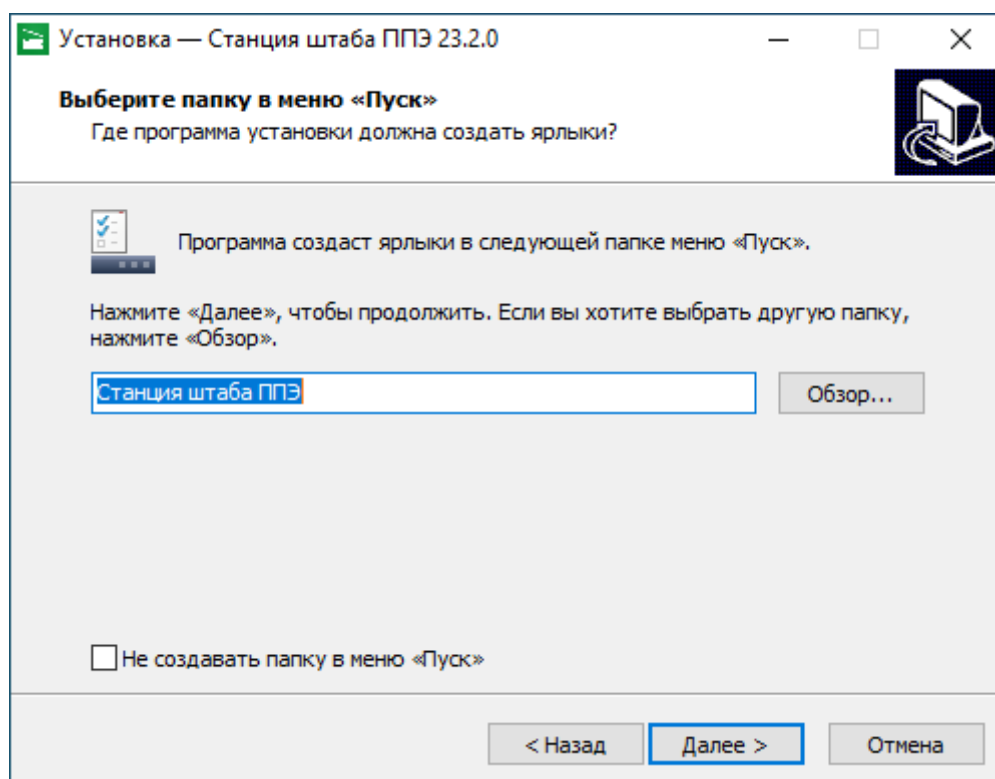 Установка — Станция штаба ППЭ 23.2.0
Выберите папку в меню «Пуск»
Где программа установки должна создать ярлыки?
Программа создаст ярлыки в следующей папке меню «Пуск».
Нажмите «Далее», чтобы продолжить. Если вы хотите выбрать другую папку,
нажмите «Обзор».
Станция штаба ППЭ
Обзор...
Не создавать папку в меню «Пуск»
< Назад
Далее >
Отмена